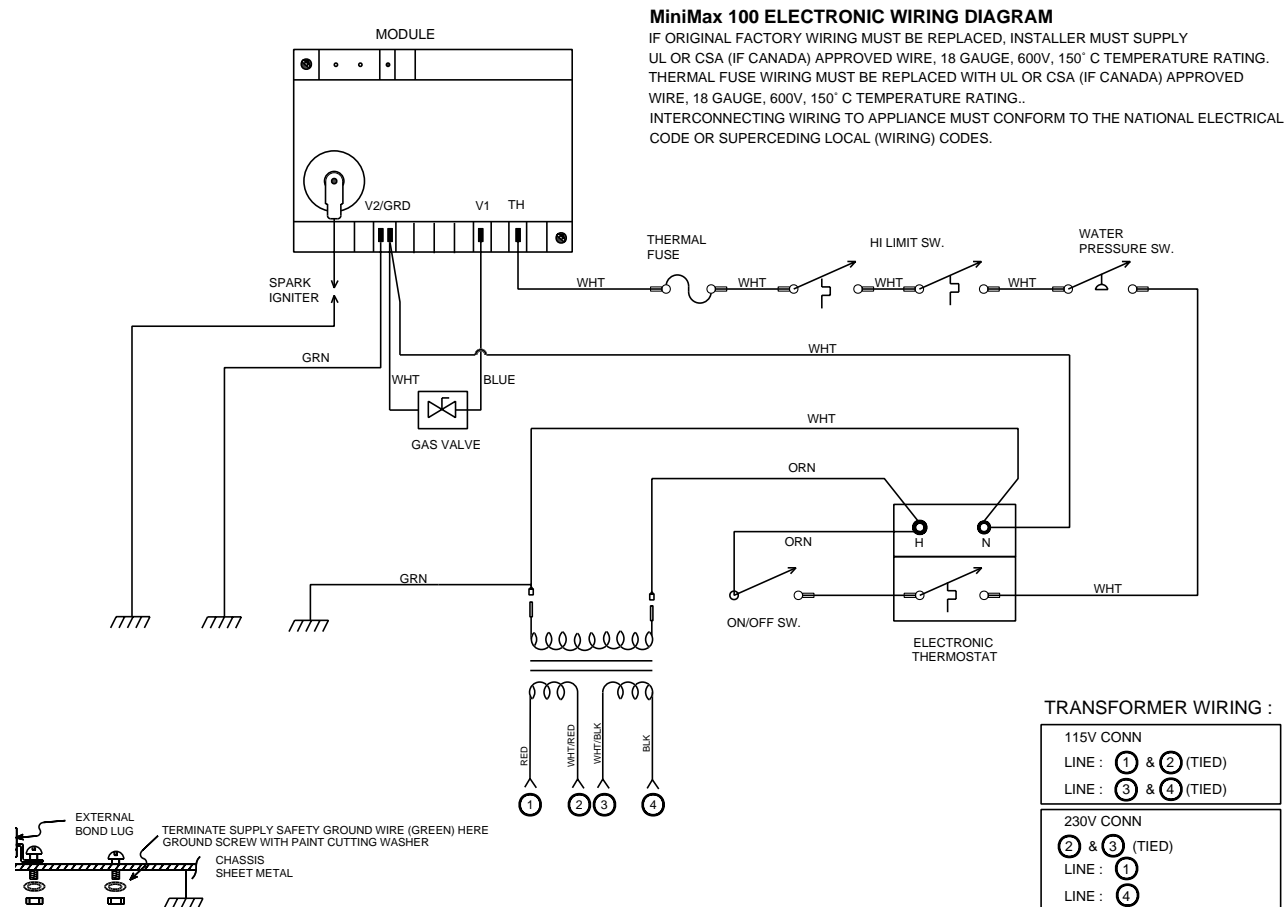 MiniMax 100 ELECTRONIC WIRING DIAGRAM
IF ORIGINAL FACTORY WIRING MUST BE REPLACED, INSTALLER MUST SUPPLY
UL OR CSA (IF CANADA) APPROVED WIRE, 18 GAUGE, 600V, 150° C TEMPERATURE RATING.
THERMAL FUSE WIRING MUST BE REPLACED WITH UL OR CSA (IF CANADA) APPROVED
WIRE, 18 GAUGE, 600V, 150° C TEMPERATURE RATING..
INTERCONNECTING WIRING TO APPLIANCE MUST CONFORM TO THE NATIONAL ELECTRICAL
CODE OR SUPERCEDING LOCAL (WIRING) CODES.
MODULE
V2/GRD
V1
TH
SPARK
IGNITER
THERMAL
FUSE
HI LIMIT SW.
WATER
PRESSURE SW.
WHT
WHT
WHT
WHT
GRN
WHT
WHT
BLUE
GAS VALVE
WHT
ORN
ORN
H
N
GRN
WHT
ON/OFF SW.
ELECTRONIC
THERMOSTAT
RED
WHT/RED
WHT/BLK
BLK
1
2
3
4
TRANSFORMER WIRING :
115V CONN
LINE : 1 & 2 (TIED)
LINE : 3 & 4 (TIED)
230V CONN
2 & 3 (TIED)
LINE : 1
LINE : 4
EXTERNAL
BOND LUG
TERMINATE SUPPLY SAFETY GROUND WIRE (GREEN) HERE
GROUND SCREW WITH PAINT CUTTING WASHER
CHASSIS
SHEET METAL